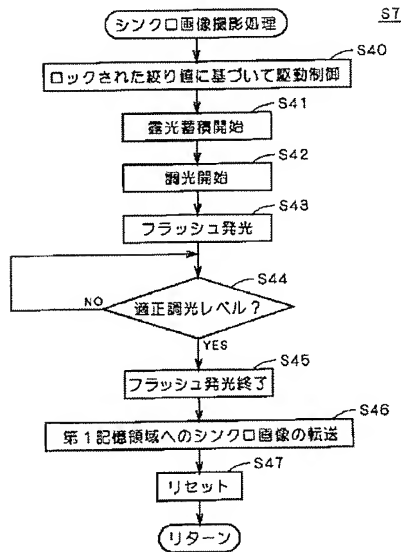 S7
シンクロ画像撮影処理
S40
ロックされた絞り値に基づいて駆動制御
S41
露光蓄積開始
S42
調光開始
S43
フラッシュ発光
S44
適正調光レベル？
NO
YES
S45
フラッシュ発光終了
S46
第1記憶領域へのシンクロ画像の転送
S47
リセット
リターン